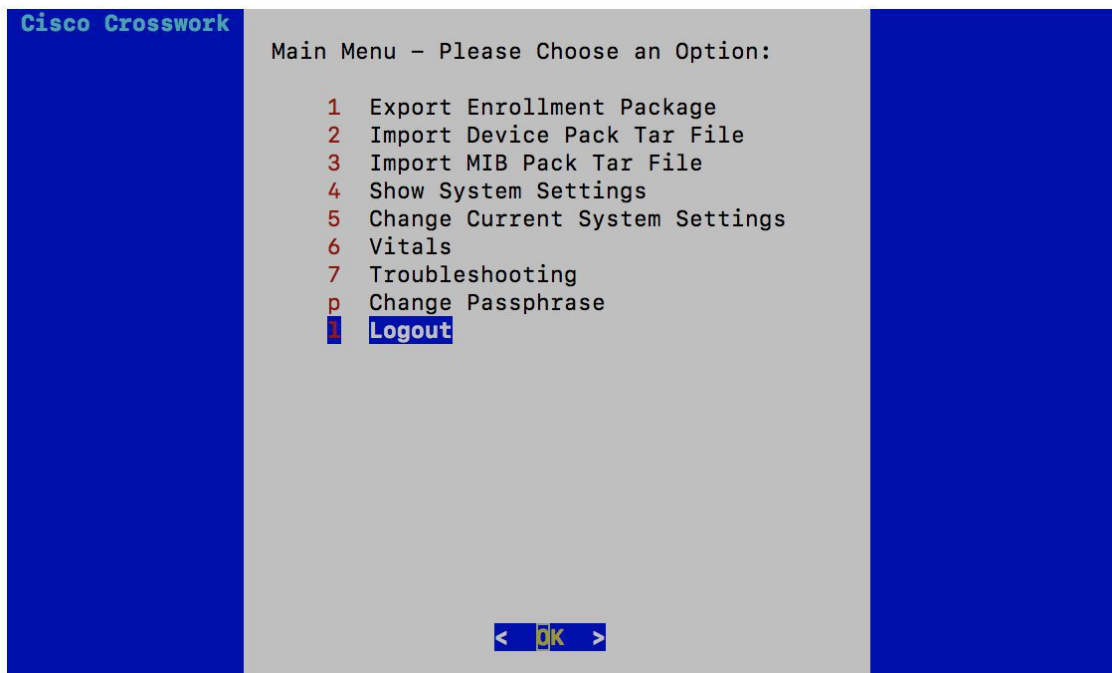 Cisco Crosswork
Main Menu – Please Choose an Option:
1 Export Enrollment Package
2 Import Device Pack Tar File
3 Import MIB Pack Tar File
4 Show System Settings
5 Change Current System Settings
6 Vitals
7 Troubleshooting
p Change Passphrase
l Logout
< OK >